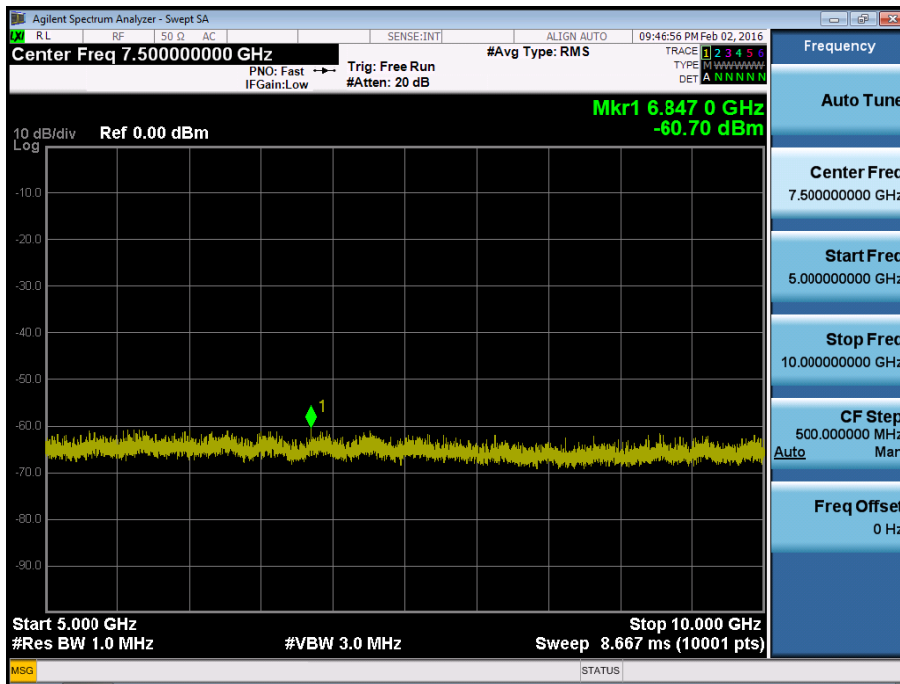 Agilent Spectrum Analyzer - Swept SA
LXI RL RF 50 Ω AC SENSE:INT ALIGN AUTO 09:46:56 PM Feb 02, 2016
Center Freq 7.500000000 GHz
PNO: Fast
IFGain:Low
Trig: Free Run
#Atten: 20 dB
#Avg Type: RMS
TRACE 1 2 3 4 5 6
TYPE M WWWWW
DET A N N N N N
Mkr1 6.847 0 GHz
-60.70 dBm
10 dB/div Ref 0.00 dBm
Log
-10.0
-20.0
-30.0
-40.0
-50.0
1
-60.0
-70.0
-80.0
-90.0
Start 5.000 GHz Stop 10.000 GHz
#Res BW 1.0 MHz #VBW 3.0 MHz Sweep 8.667 ms (10001 pts)
MSG STATUS
Frequency
Auto Tune
Center Freq
7.500000000 GHz
Start Freq
5.000000000 GHz
Stop Freq
10.000000000 GHz
CF Step
500.000000 MHz
Auto Man
Freq Offset
0 Hz